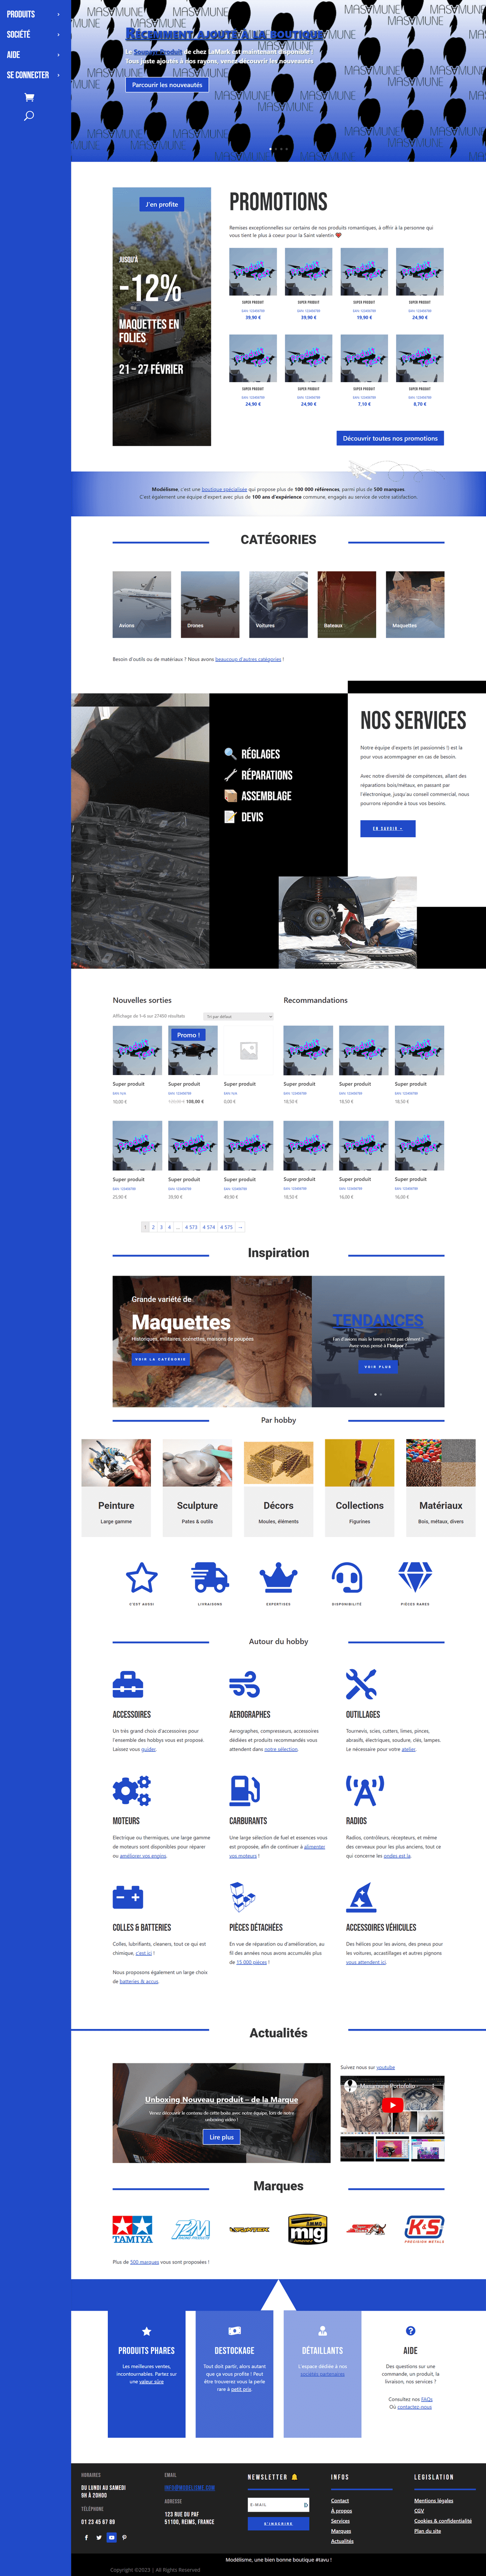 PRODUITS
SOCIÉTÉ
AIDE
SE CONNECTER
Récemment ajouté à la boutique
Le Souper Produit de chez LaMark est maintenant disponible !
Tous juste ajoutés à nos rayons, venez découvrir les nouveautés
Parcourir les nouveautés
J'en profite
JUSQU'À
-12%
MAQUETTES EN
FOLIES
21 – 27 FÉVRIER
PROMOTIONS
Remises exceptionnelles sur certains de nos produits romantiques, à offrir à la personne qui
vous tient le plus à coeur pour la Saint valentin
SUPER PRODUIT
SUPER PRODUIT
SUPER PRODUIT
SUPER PRODUIT
39,90 €
39,90 €
19,90 €
24,90 €
SUPER PRODUIT
SUPER PRODUIT
SUPER PRODUIT
SUPER PRODUIT
24,90 €
24,90 €
7,10 €
8,70 €
Découvrir toutes nos promotions
Modélisme, c'est une boutique spécialisée qui propose plus de 100 000 références, parmi plus de 500 marques.
C'est également une équipe d'expert avec plus de 100 ans d'expérience commune, engagés au service de votre satisfaction.
CATÉGORIES
Avions
Drones
Voitures
Bateaux
Maquettes
Besoin d'outils ou de matériaux ? Nous avons beaucoup d'autres catégories !
🔍 RÉGLAGES
RÉPARATIONS
ASSEMBLAGE
📝 DEVIS
NOS SERVICES
Notre équipe d'experts (et passionnés !) est la
pour vous accompagner en cas de besoin.
Avec notre diversité de compétences, allant des
réparations bois/métaux, en passant par
l'électronique, jusqu'au conseil commercial, nous
pourrons répondre à tous vos besoins.
EN SAVOIR +
Nouvelles sorties
Affichage de 1–6 sur 27450 résultats
Tri par défaut
Promo !
Super produit
Super produit
Super produit
10,00 €
108,00 €
0,00 €
Super produit
Super produit
Super produit
25,90 €
39,90 €
48,90 €
1 2 3 4 … 4 573 4 574 4 575 →
Recommandations
Super produit
Super produit
Super produit
18,50 €
18,50 €
18,50 €
Super produit
Super produit
Super produit
19,50 €
16,00 €
16,00 €
Inspiration
Grande variété de
Maquettes
Historiques, militaires, scénettes, maisons de poupées
VOIR LA CATÉGORIE
TENDANCES
Fan d'avions mais le temps n'est pas clément ?
Avez-vous pensé à l'Indoor ?
VOIR PLUS
Par hobby
Peinture
Large gamme
Sculpture
Pates & outils
Décors
Moules, éléments
Collections
Figurines
Matériaux
Bois, métaux, divers
C'EST AUSSI
LIVRAISONS
EXPERTISES
DISPONIBILITÉ
PIÈCES RARES
Autour du hobby
ACCESSOIRES
Un très grand choix d'accessoires pour
l'ensemble des hobbys vous est proposé.
Laissez vous guider.
AEROGRAPHES
Aerographes, compresseurs, accessoires
dédiées et produits recommandés vous
attendent dans notre sélection.
OUTILLAGES
Tournevis, scies, cutters, limes, pinces,
abrasifs, électriques, soudure, clés, lampes.
Le nécessaire pour votre atelier.
MOTEURS
Électrique ou thermiques, une large gamme
de moteurs sont disponibles pour réparer
ou améliorer vos engins.
CARBURANTS
Une large sélection de fuel et essences vous
est proposée, afin de continuer à alimenter
vos moteurs !
RADIOS
Radios, contrôleurs, récepteurs, et même
des cerveaux pour les plus anciens, tout ce
qui concerne les ondes est la.
COLLES & BATTERIES
Colles, lubrifiants, cleaners, tout ce qui est
chimique, c'est ici !
Nous proposons également un large choix
de batteries & accus.
PIÈCES DÉTACHÉES
En vue de réparation ou d'amélioration, au
fil des années nous avons accumulés plus
de 15 000 pièces !
ACCESSOIRES VÉHICULES
Des hélices pour les avions, des pneus pour
les voitures, accastillages et autres pignons
vous attendent ici.
Actualités
Unboxing Nouveau produit – de la Marque
Venez découvrir le contenu de cette boite avec notre équipe, lors de notre
unboxing vidéo !
Lire plus
Suivez nous sur youtube
Masamune Portofolio
Marques
TAMIYA
T2M
AMMO
mig
K&S
PRECISION METALS
Plus de 500 marques vous sont proposées !
PRODUITS PHARES
Les meilleures ventes,
incontournables. Partez sur
une valeur sûre
DESTOCKAGE
Tout doit partir, alors autant
que ça vous profite ! Peut
être trouverez vous la perle
rare à petit prix.
DÉTAILLANTS
L'espace dédiée à nos
sociétés partenaires.
AIDE
Des questions sur une
commande, un produit, la
livraison, nos services ?
Consultez nos FAQs
Où contactez-nous
HORAIRES
DU LUNDI AU SAMEDI
9H À 20H00
TÉLÉPHONE
01 23 45 67 89
EMAIL
INFO@MODELISME.COM
ADRESSE
123 RUE DU PAF
51100, REIMS, FRANCE
NEWSLETTER 🔔
E-MAIL
S'INSCRIRE
INFOS
Contact
À propos
Services
Marques
Actualités
LEGISLATION
Mentions légales
CGV
Cookies & confidentialité
Plan du site
Modélisme, une bien bonne boutique #tavu !
Copyright ©2023 | All Rights Reserved